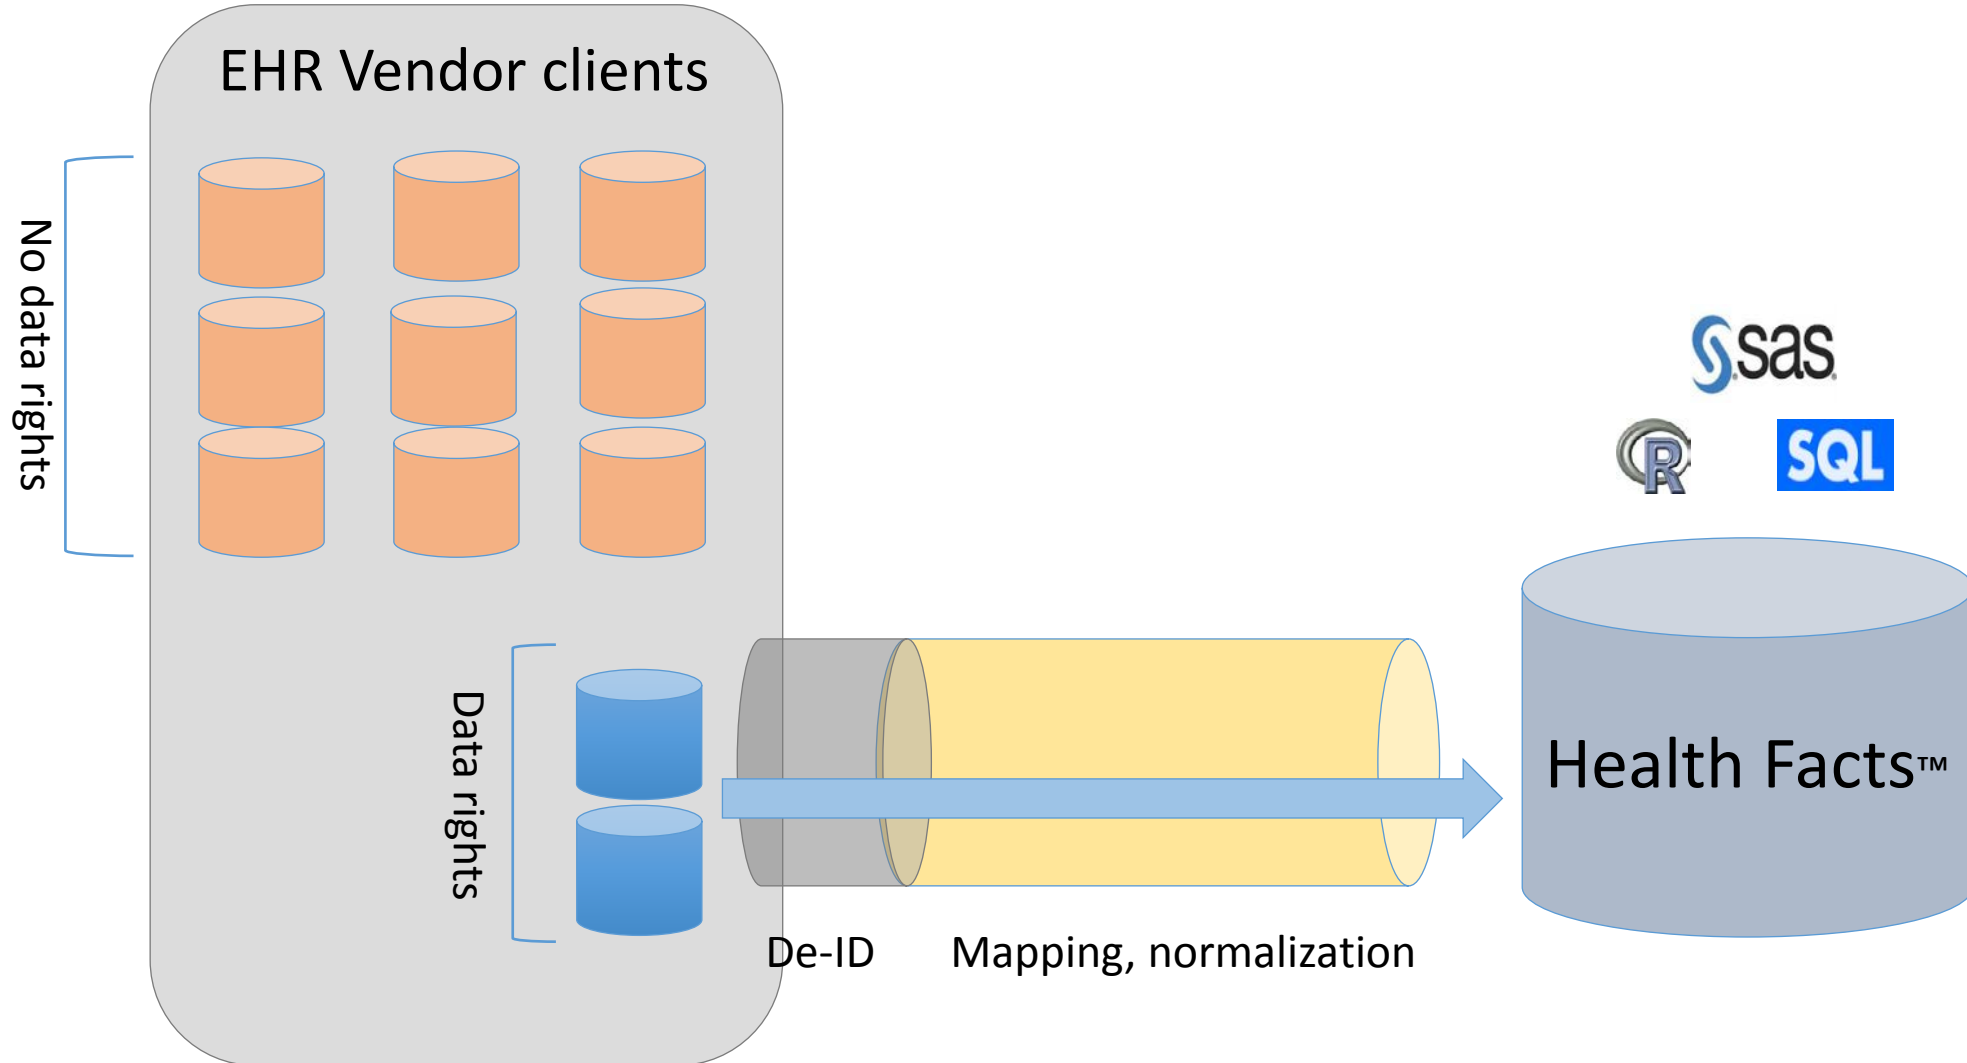 EHR Vendor clients
No data rights
Data rights
De-ID
Mapping, normalization
sas
R
SQL
Health Facts™